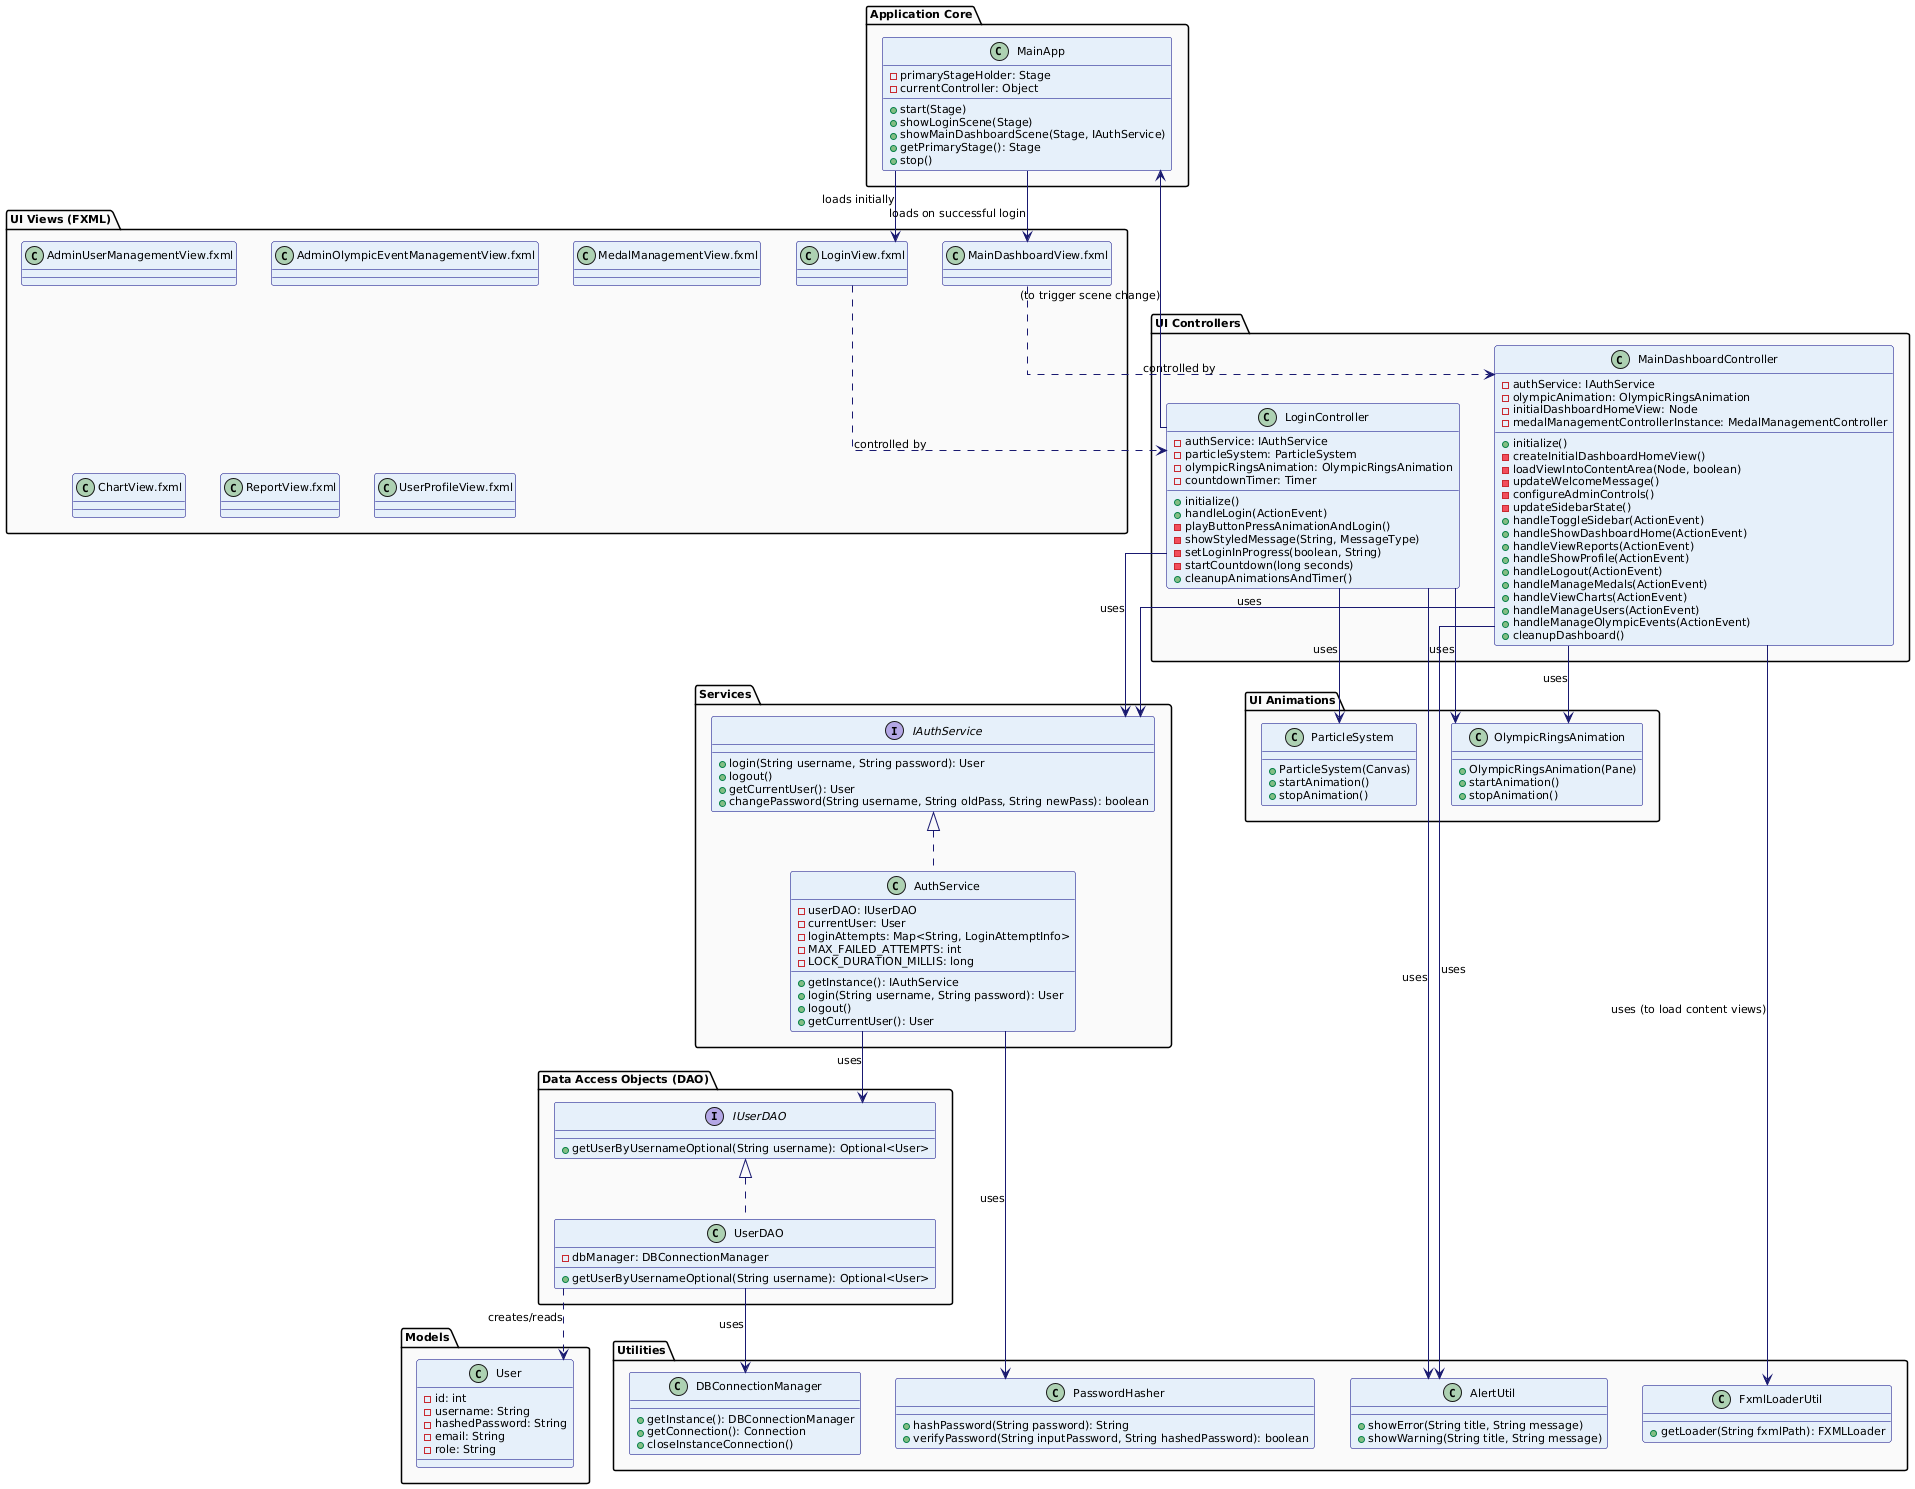 Application Core
C MainApp
primaryStageHolder: Stage
currentController: Object
start(Stage)
showLoginScene(Stage)
showMainDashboardScene(Stage, IAuthService)
getPrimaryStage(): Stage
stop()
loads initially
loads on successful login
UI Views (FXML)
C AdminUserManagementView.fxml
C AdminOlympicEventManagementView.fxml
C MedalManagementView.fxml
C LoginView.fxml
C MainDashboardView.fxml
(to trigger scene change)
controlled by
controlled by
C ChartView.fxml
C ReportView.fxml
C UserProfileView.fxml
UI Controllers
C MainDashboardController
authService: IAuthService
olympicAnimation: OlympicRingsAnimation
initialDashboardHomeView: Node
medalManagementControllerInstance: MedalManagementController
initialize()
createInitialDashboardHomeView()
loadViewIntoContentArea(Node, boolean)
updateWelcomeMessage()
configureAdminControls()
updateSidebarState()
handleToggleSidebar(ActionEvent)
handleShowDashboardHome(ActionEvent)
handleViewReports(ActionEvent)
handleShowProfile(ActionEvent)
handleLogout(ActionEvent)
handleManageMedals(ActionEvent)
handleViewCharts(ActionEvent)
handleManageUsers(ActionEvent)
handleManageOlympicEvents(ActionEvent)
cleanupDashboard()
C LoginController
authService: IAuthService
particleSystem: ParticleSystem
olympicRingsAnimation: OlympicRingsAnimation
countdownTimer: Timer
initialize()
handleLogin(ActionEvent)
playButtonPressAnimationAndLogin()
showStyledMessage(String, MessageType)
setLoginInProgress(boolean, String)
startCountdown(long seconds)
cleanupAnimationsAndTimer()
uses
uses
uses
uses
uses
Services
I IAuthService
login(String username, String password): User
logout()
getCurrentUser(): User
changePassword(String username, String oldPass, String newPass): boolean
UI Animations
C ParticleSystem
ParticleSystem(Canvas)
startAnimation()
stopAnimation()
C OlympicRingsAnimation
OlympicRingsAnimation(Pane)
startAnimation()
stopAnimation()
C AuthService
userDAO: IUserDAO
currentUser: User
loginAttempts: Map<String, LoginAttemptInfo>
MAX_FAILED_ATTEMPTS: int
LOCK_DURATION_MILLIS: long
getInstance(): IAuthService
login(String username, String password): User
logout()
getCurrentUser(): User
uses
uses
uses (to load content views)
uses
Data Access Objects (DAO)
I IUserDAO
getUserByUsernameOptional(String username): Optional<User>
uses
C UserDAO
dbManager: DBConnectionManager
getUserByUsernameOptional(String username): Optional<User>
creates/reads
uses
Models
C User
id: int
username: String
hashedPassword: String
email: String
role: String
Utilities
C DBConnectionManager
getInstance(): DBConnectionManager
getConnection(): Connection
closeInstanceConnection()
C PasswordHasher
hashPassword(String password): String
verifyPassword(String inputPassword, String hashedPassword): boolean
C AlertUtil
showError(String title, String message)
showWarning(String title, String message)
C FxmlLoaderUtil
getLoader(String fxmlPath): FXMLLoader